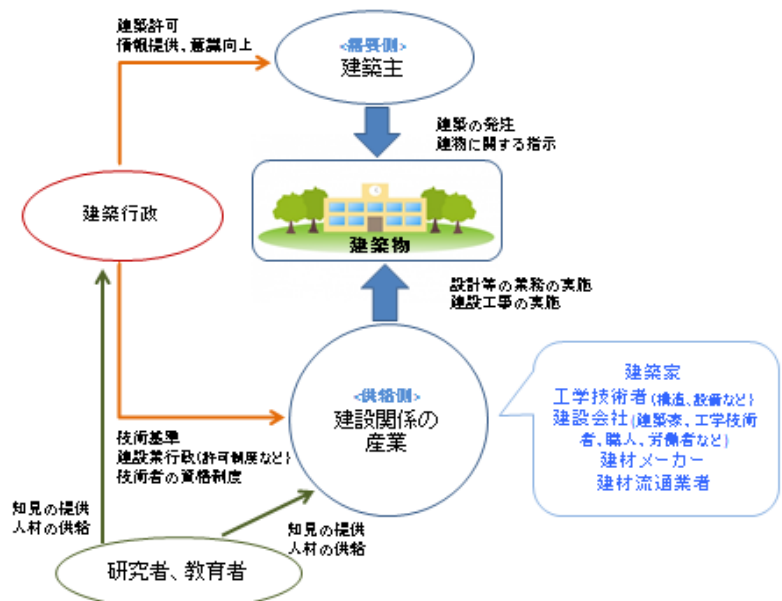 建築許可
情報提供、意識向上
<需要側>
建築主
建築の発注
建物に関する指示
建築行政
建築物
設計等の業務の実施
建設工事の実施
<供給側>
建設関係の
産業
建築家
工学技術者(構造、設備など)
建設会社(建築家、工学技術
者、職人、労働者など)
建材メーカー
建材流通業者
技術基準
建設業行政(許可制度など)
技術者の資格制度
知見の提供
人材の供給
知見の提供
人材の供給
研究者、教育者